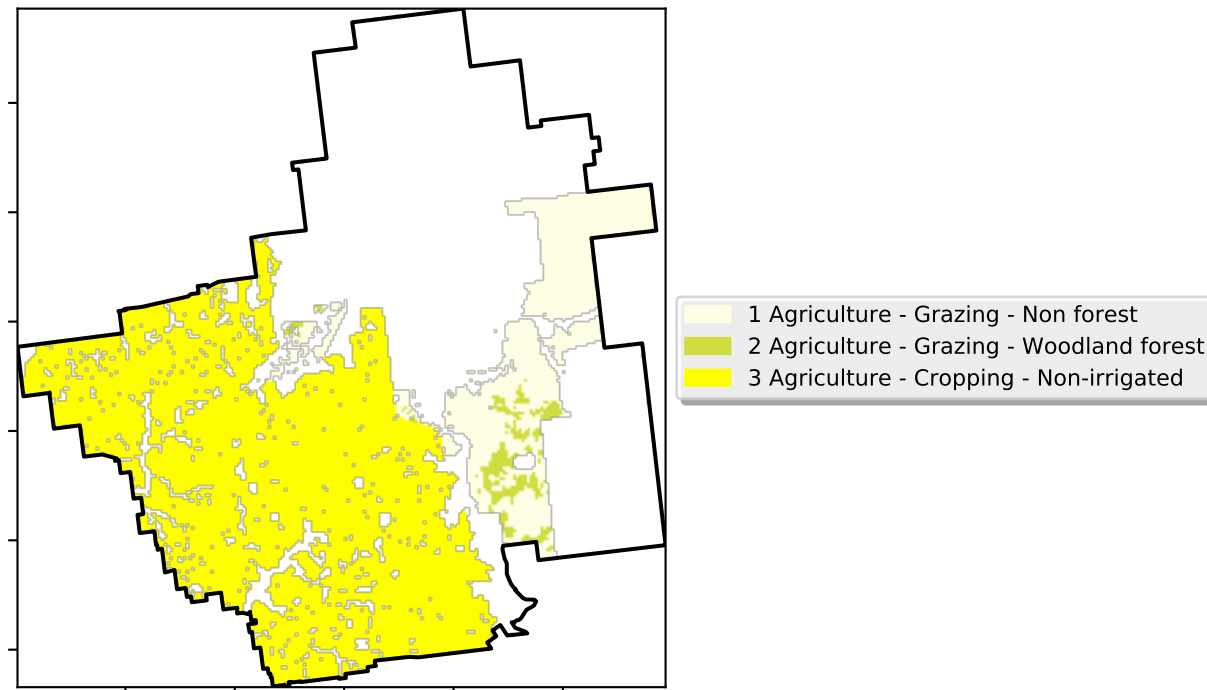 1 Agriculture - Grazing - Non forest
2 Agriculture - Grazing - Woodland forest
3 Agriculture - Cropping - Non-irrigated